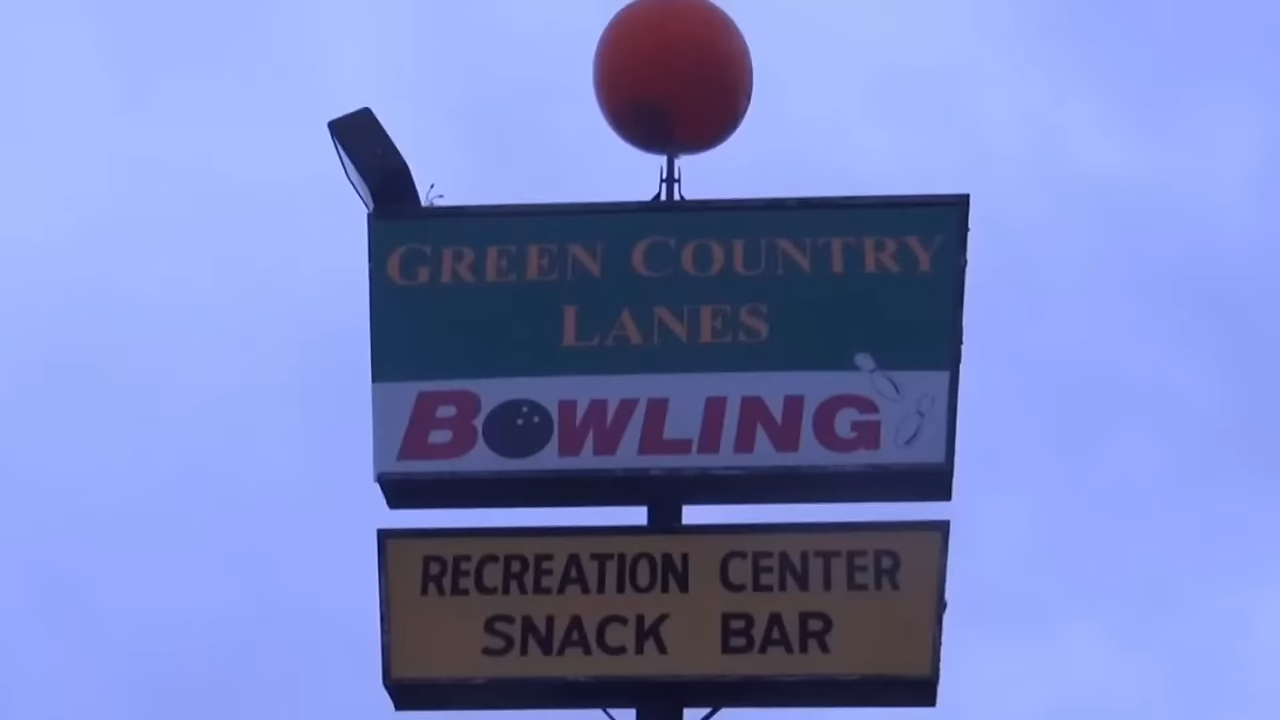 GREEN COUNTRY
LANES
BOWLING
RECREATION CENTER
SNACK BAR